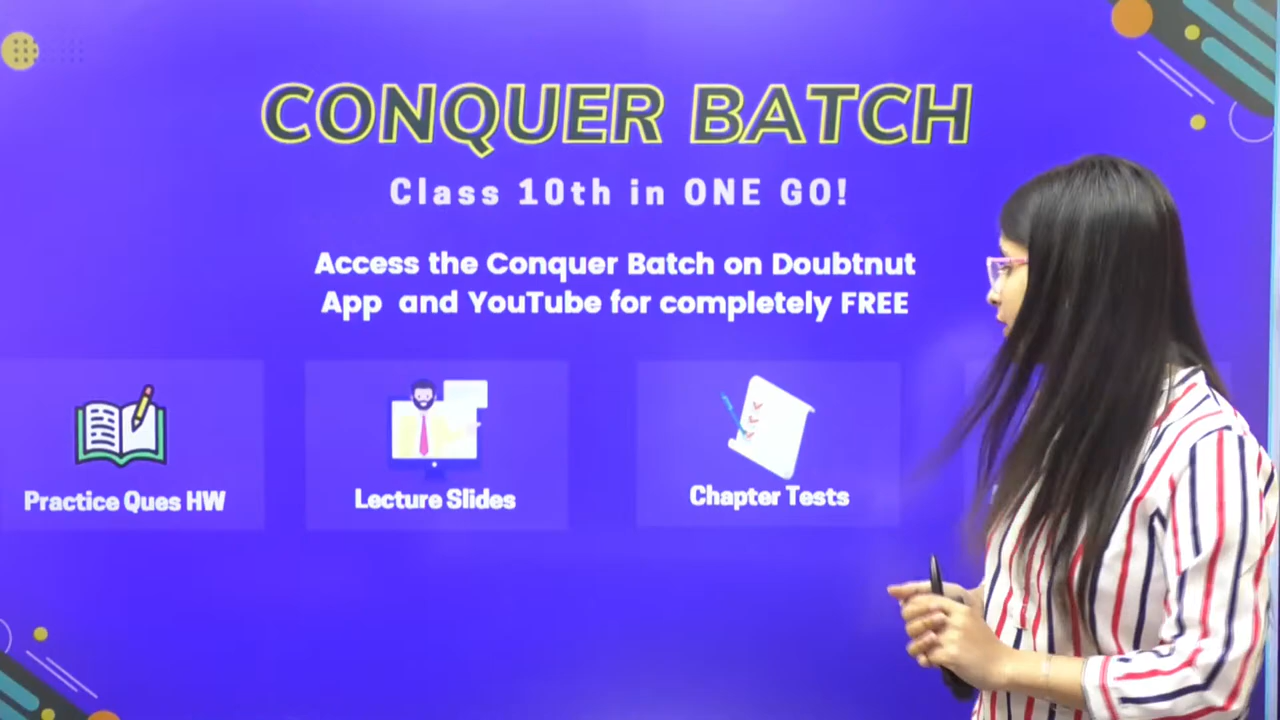 CONQUER BATCH
Class 10th in ONE GO!
Access the Conquer Batch on Doubtnut
App and YouTube for completely FREE
Practice Ques HW
Lecture Slides
Chapter Tests